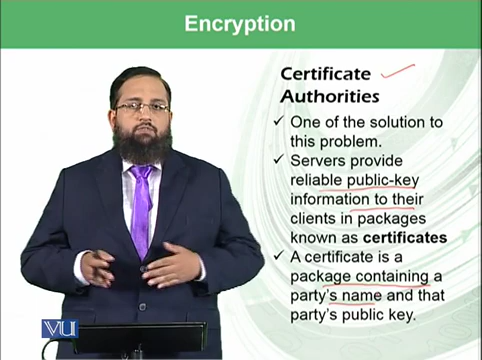 Encryption
Certificate
Authorities
✓ One of the solution to
this problem.
✓ Servers provide
reliable public-key
information to their
clients in packages
known as certificates
✓ A certificate is a
package containing a
party's name and that
party's public key.
VU